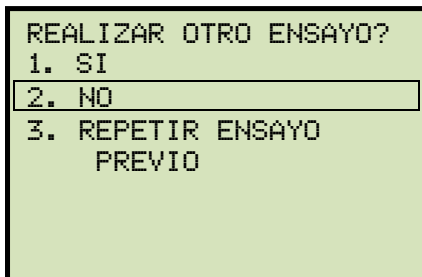 REALIZAR OTRO ENSAYO?
1. SI
2. NO
3. REPETIR ENSAYO
PREVIO